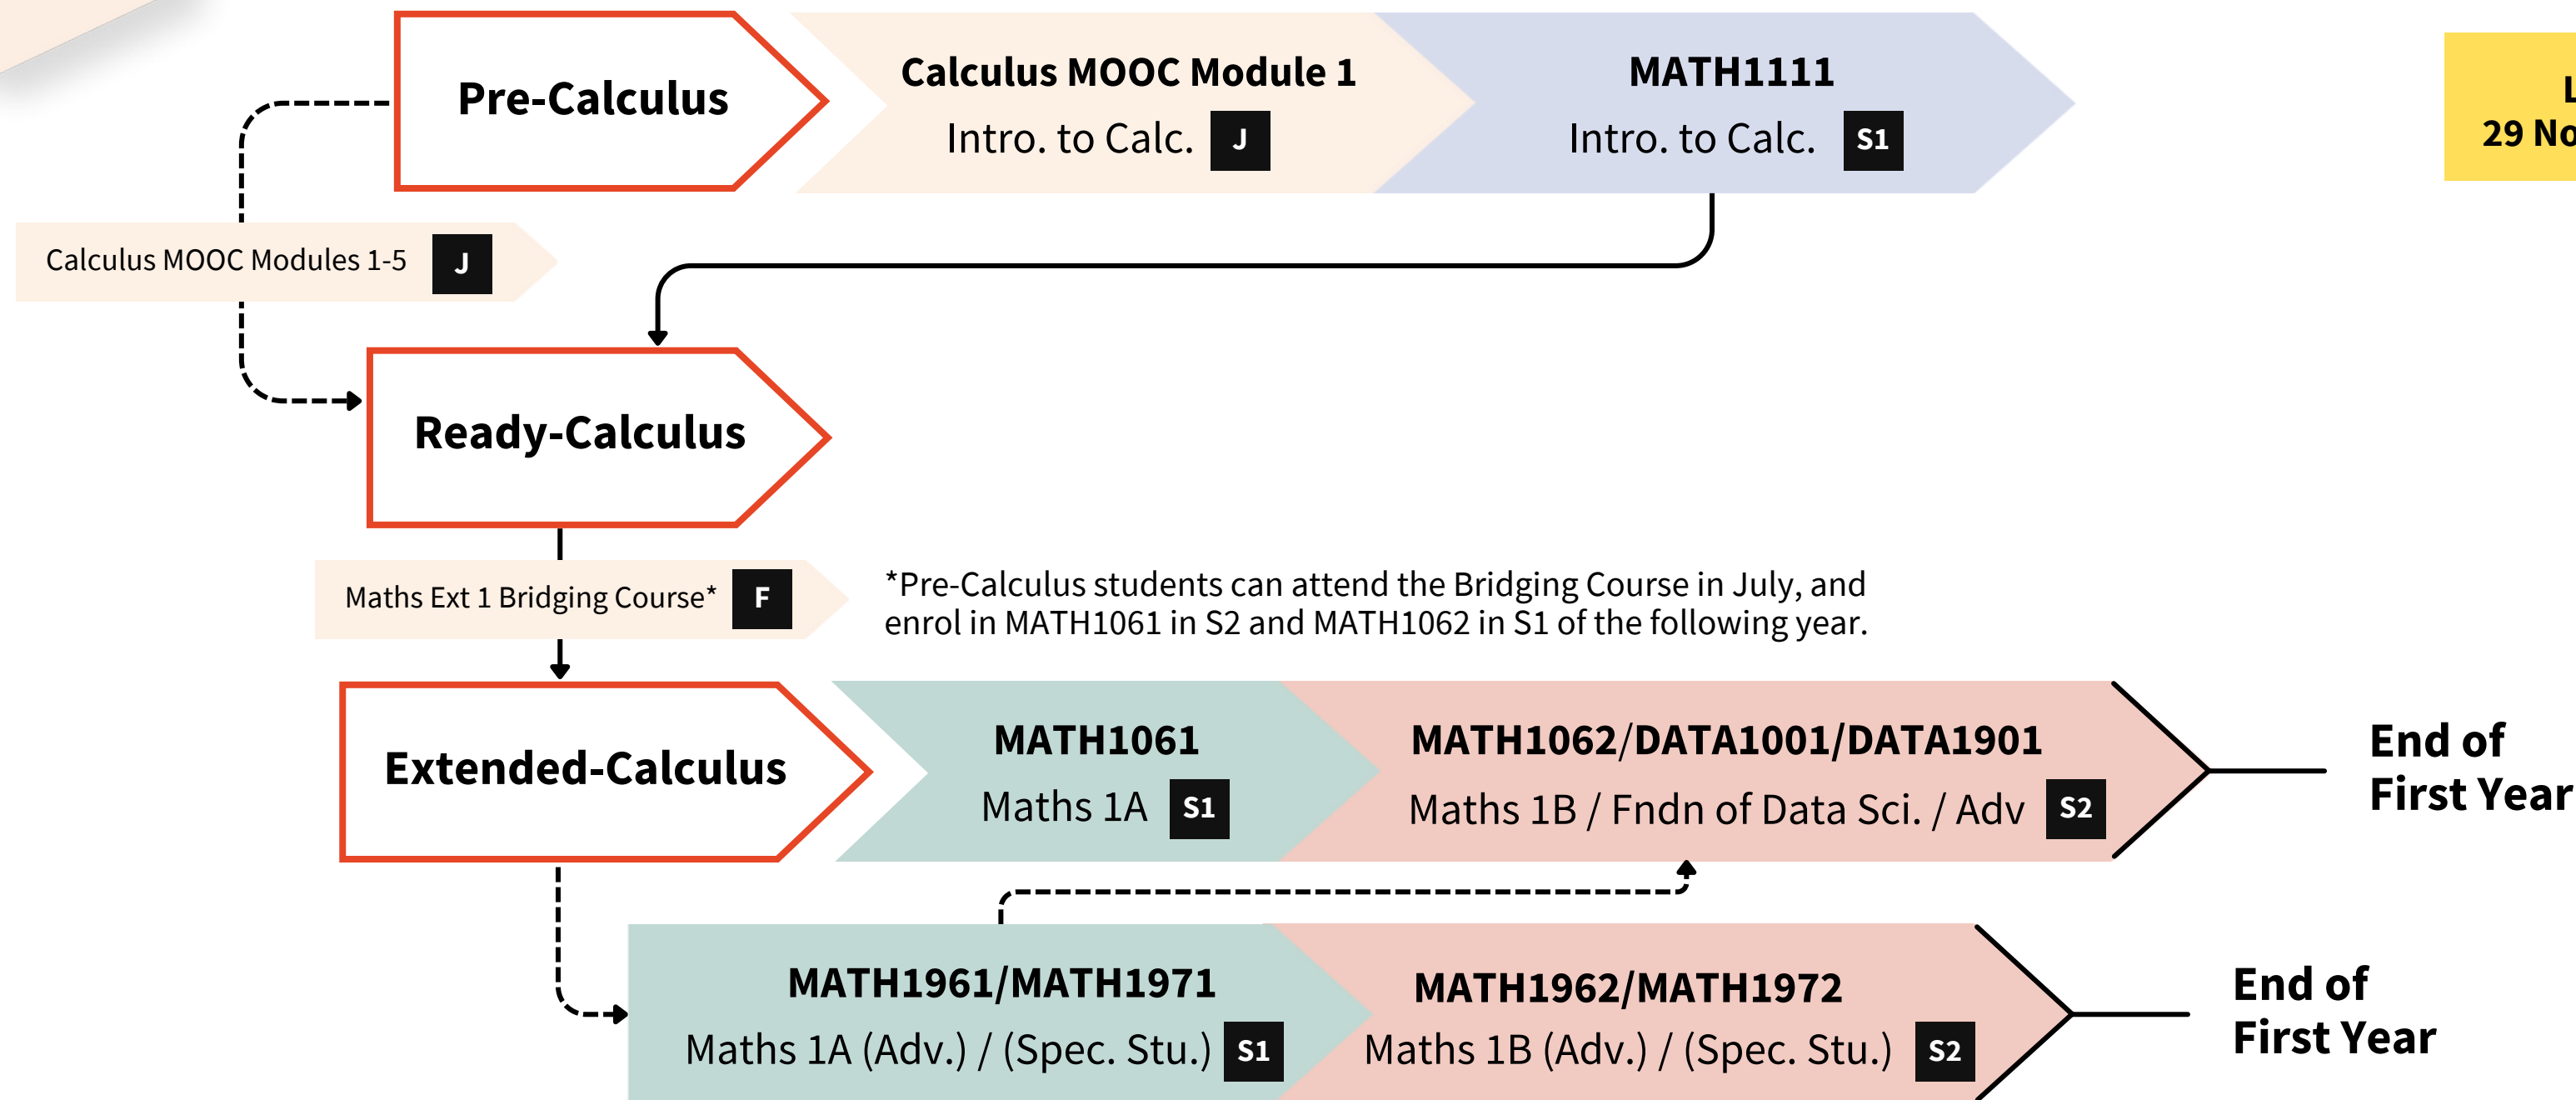 Pre-Calculus
Calculus MOOC Module 1
Intro. to Calc. J
MATH1111
Intro. to Calc. S1
29 No
Calculus MOOC Modules 1-5 J
Ready-Calculus
Maths Ext 1 Bridging Course* F
*Pre-Calculus students can attend the Bridging Course in July, and
enrol in MATH1061 in S2 and MATH1062 in S1 of the following year.
Extended-Calculus
MATH1061
Maths 1A S1
MATH1062/DATA1001/DATA1901
Maths 1B / Fndn of Data Sci. / Adv S2
End of
First Year
MATH1961/MATH1971
Maths 1A (Adv.) / (Spec. Stu.) S1
MATH1962/MATH1972
Maths 1B (Adv.) / (Spec. Stu.) S2
End of
First Year